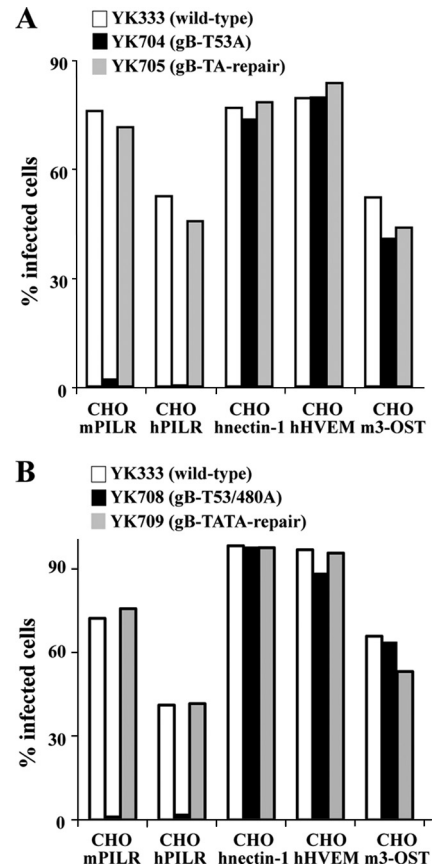 A
YK333 (wild-type)
YK704 (gB-T53A)
YK705 (gB-TA-repair)
90
60
30
0
% infected cells
CHO CHO CHO CHO CHO
mPILR hPILR hnectin-1 hHVEM m3-OST
B
YK333 (wild-type)
YK708 (gB-T53/480A)
YK709 (gB-TATA-repair)
90
60
30
0
% infected cells
CHO CHO CHO CHO CHO
mPILR hPILR hnectin-1 hHVEM m3-OST